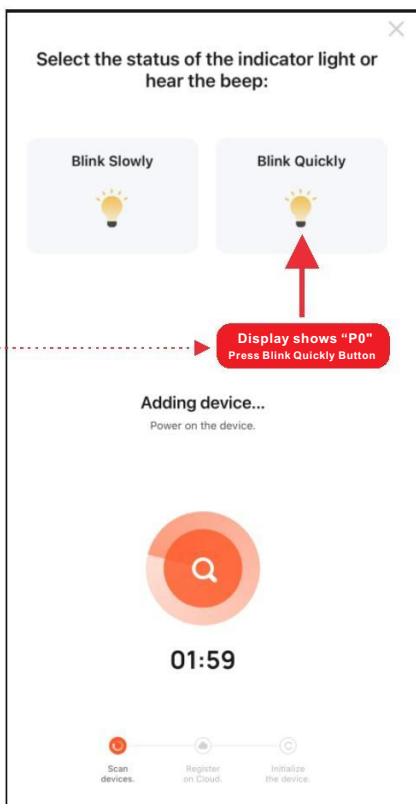 Select the status of the indicator light or
hear the beep:
Blink Slowly
Blink Quickly
Display shows “P0"
Press Blink Quickly Button
Adding device...
Power on the device.
01:59
Scan
devices.
Register
on Cloud.
Initialize
the device.